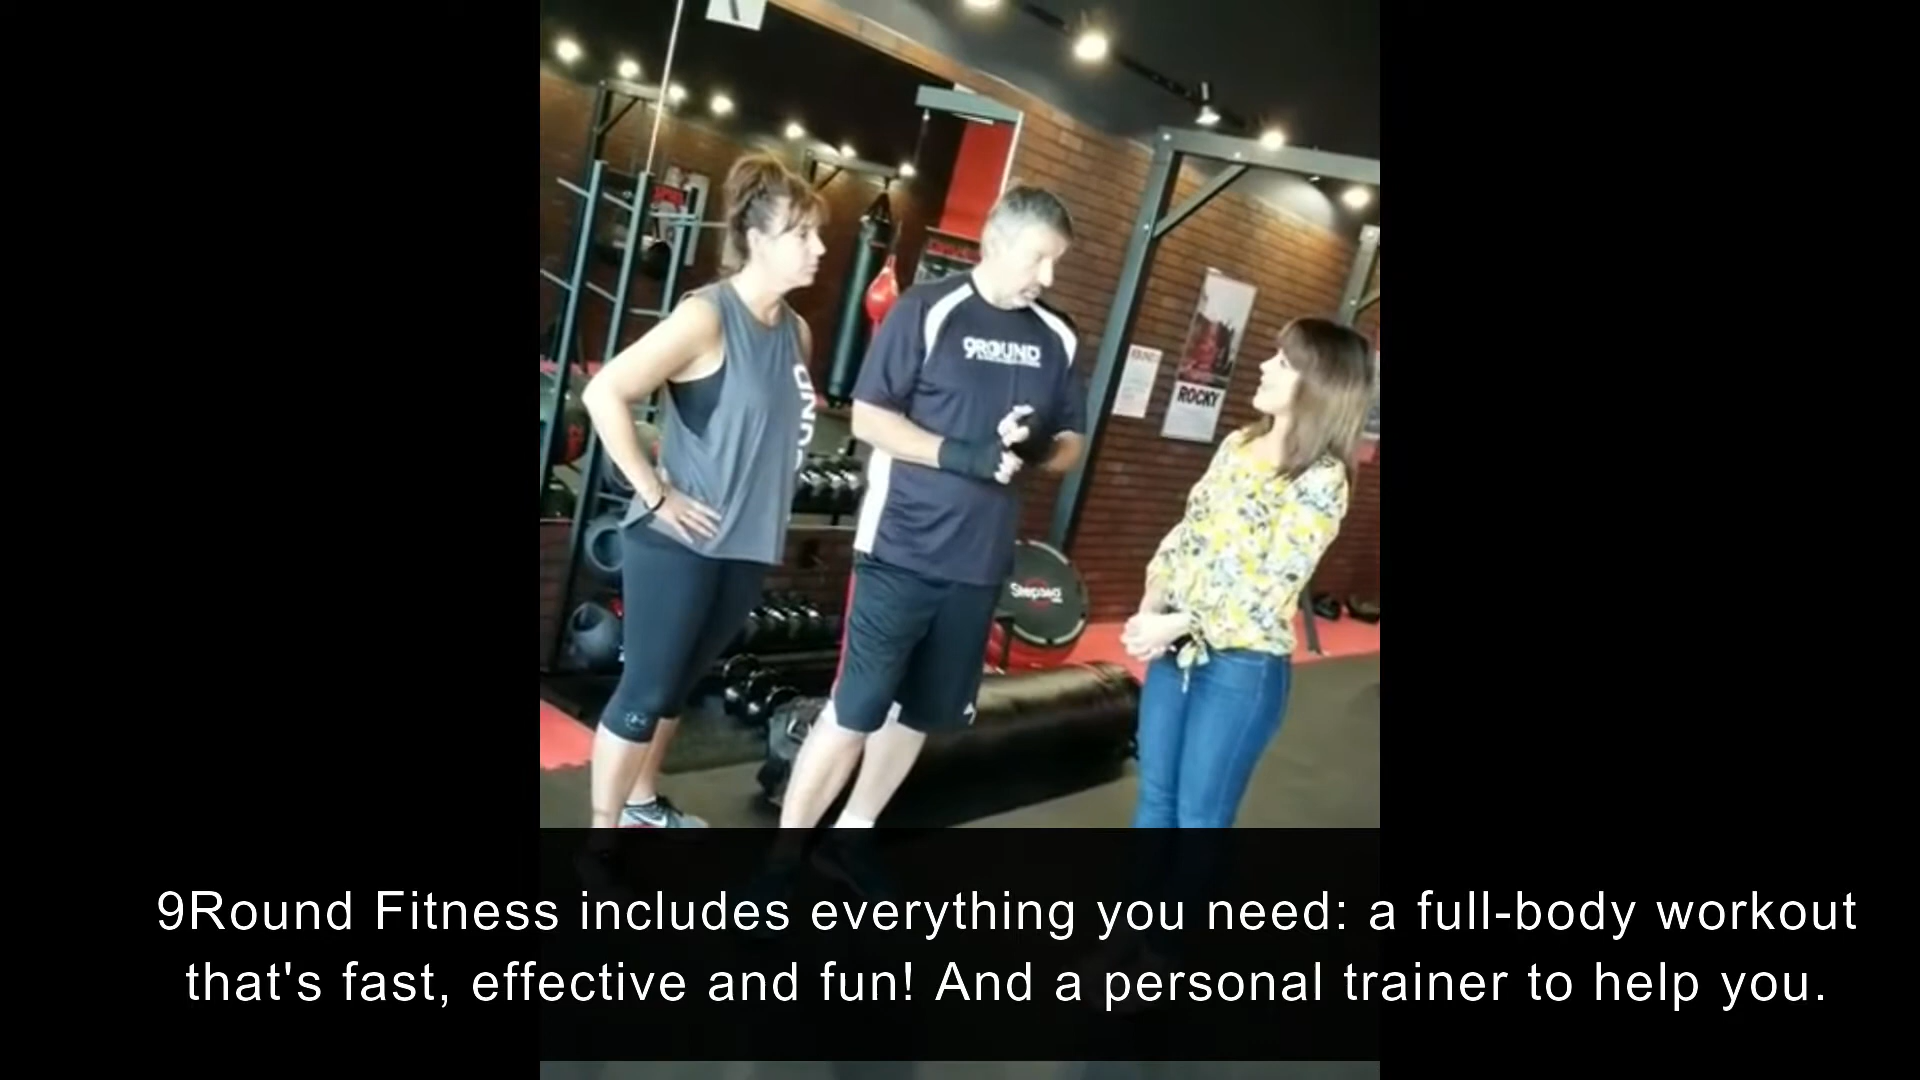 9ROUND
ROUND
ROCKY
9Round Fitness includes everything you need: a full-body workout
that's fast, effective and fun! And a personal trainer to help you.